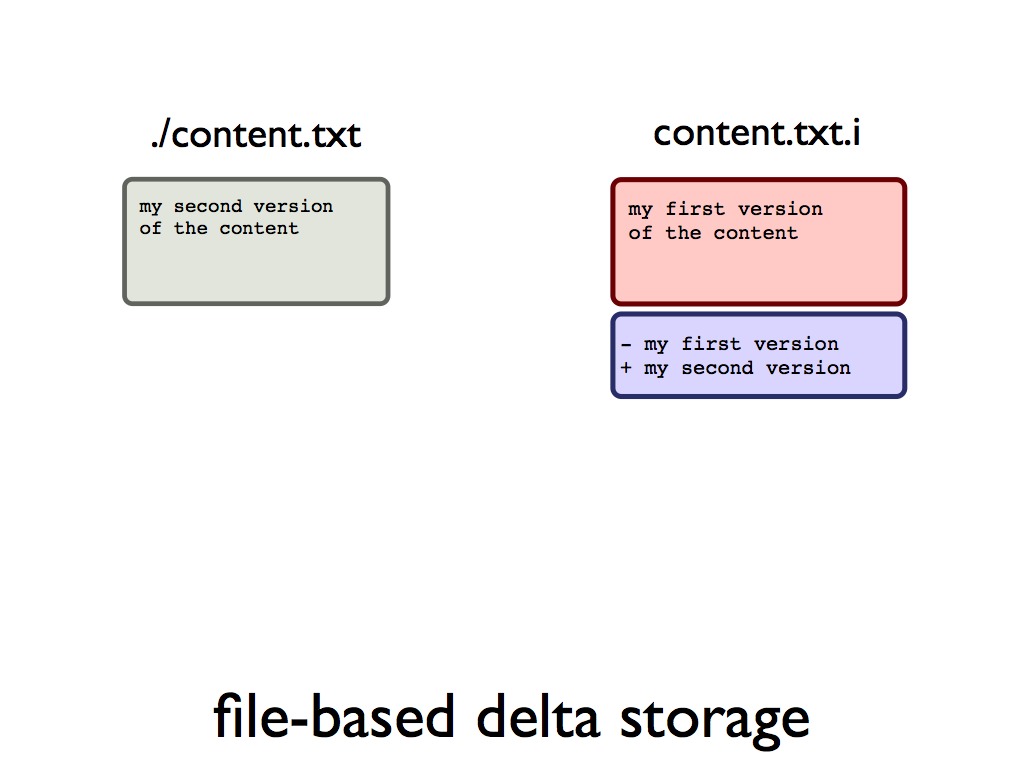 ./content.txt
my second version
of the content
content.txt.i
my first version
of the content
- my first version
+ my second version
file-based delta storage